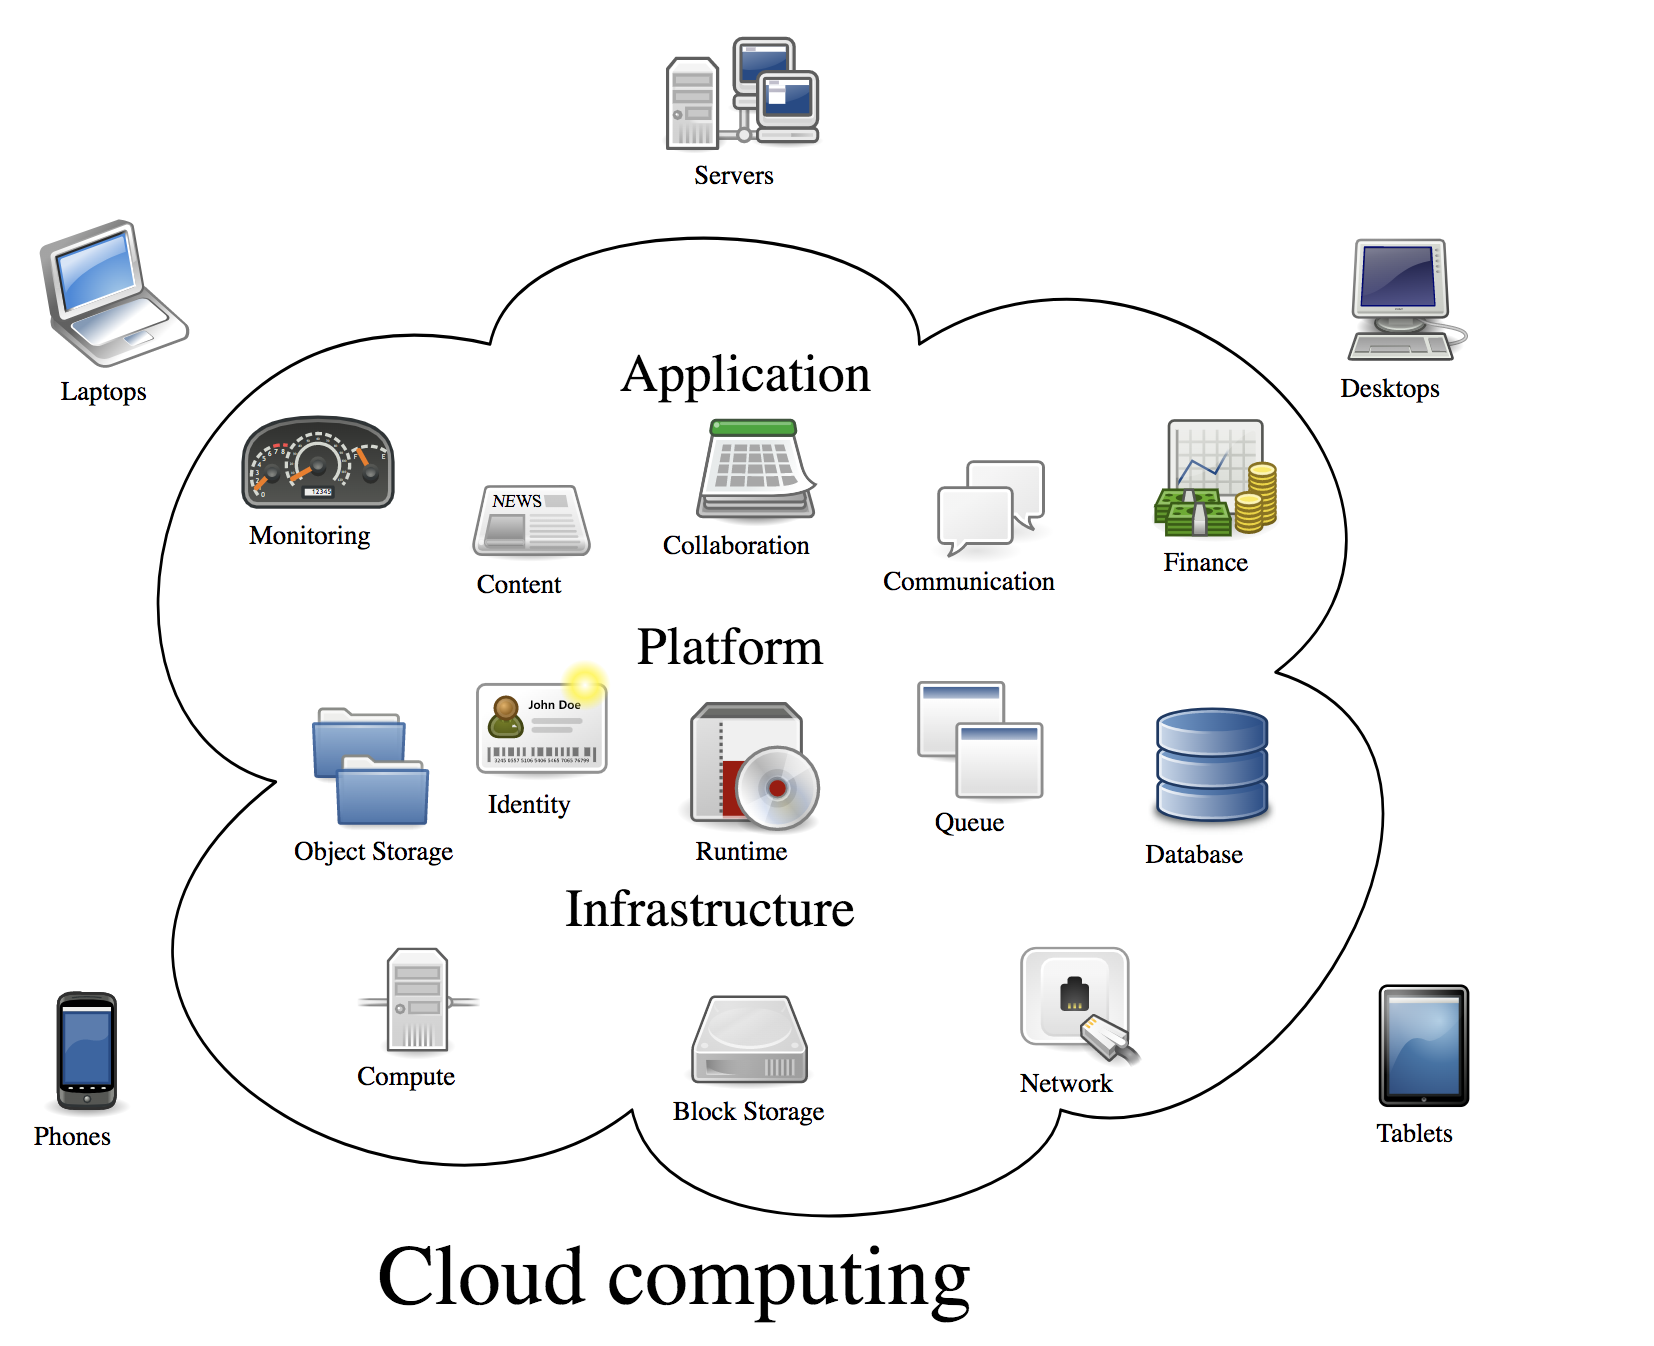 Servers
Laptops
Desktops
Application
12345
Monitoring
NEWS
Content
Collaboration
Communication
Finance
Platform
John Doe
Identity
Object Storage
Runtime
Queue
Database
Infrastructure
Compute
Block Storage
Network
Phones
Tablets
Cloud computing